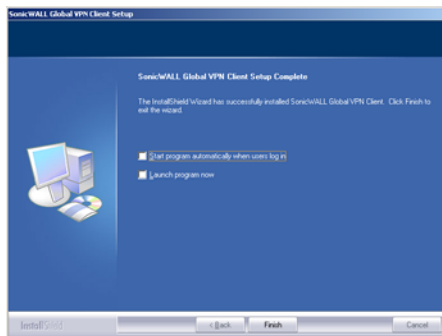 SonicWALL Global VPN Client Setup
SonicWALL Global VPN Client Setup Complete
The InstallShield Wizard has successfully installed SonicWALL Global VPN Client. Click Finish to
exit the wizard.
Start program automatically when users log in
Launch program now
InstallShield
< Back
Finish
Cancel